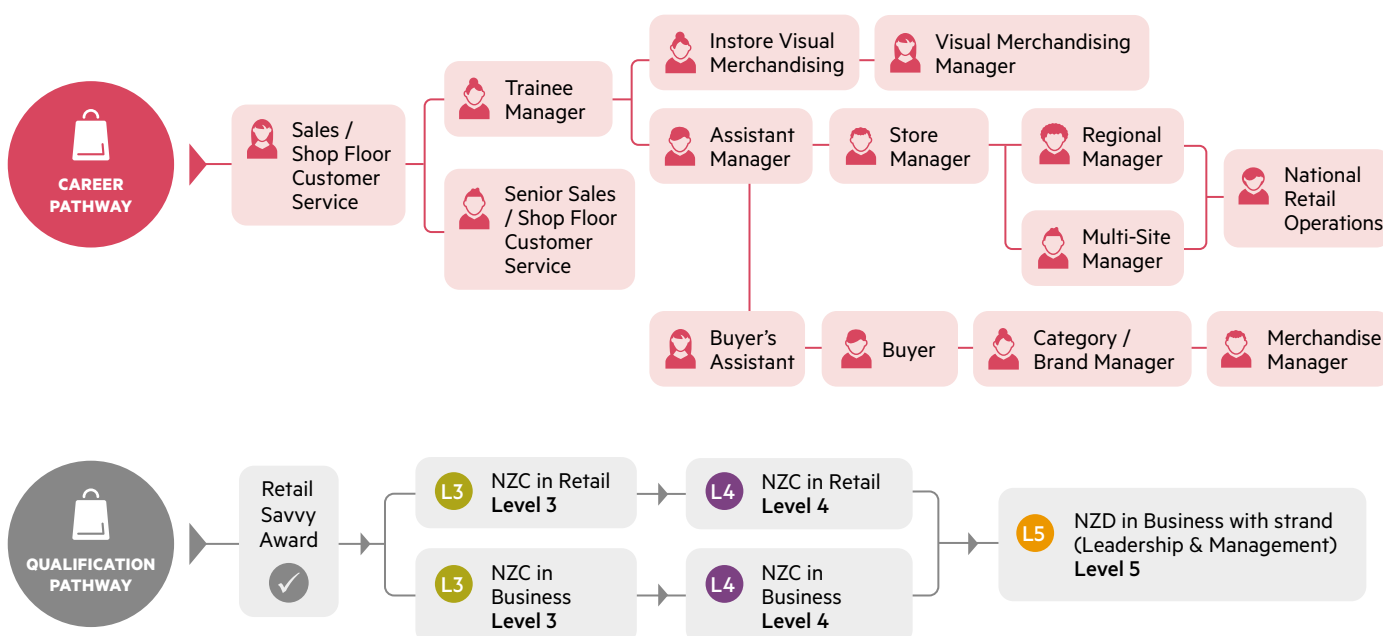 CAREER
PATHWAY
Sales /
Shop Floor
Customer
Service
Trainee
Manager
Senior Sales
/ Shop Floor
Customer
Service
Instore Visual
Merchandising
Visual Merchandising
Manager
Assistant
Manager
Store
Manager
Regional
Manager
Multi-Site
Manager
National
Retail
Operations
Buyer's
Assistant
Buyer
Category /
Brand Manager
Merchandise
Manager
QUALIFICATION
PATHWAY
Retail
Savvy
Award
L3
NZC in Retail
Level 3
L4
NZC in Retail
Level 4
L3
NZC in
Business
Level 3
L4
NZC in
Business
Level 4
L5
NZD in Business with strand
(Leadership & Management)
Level 5